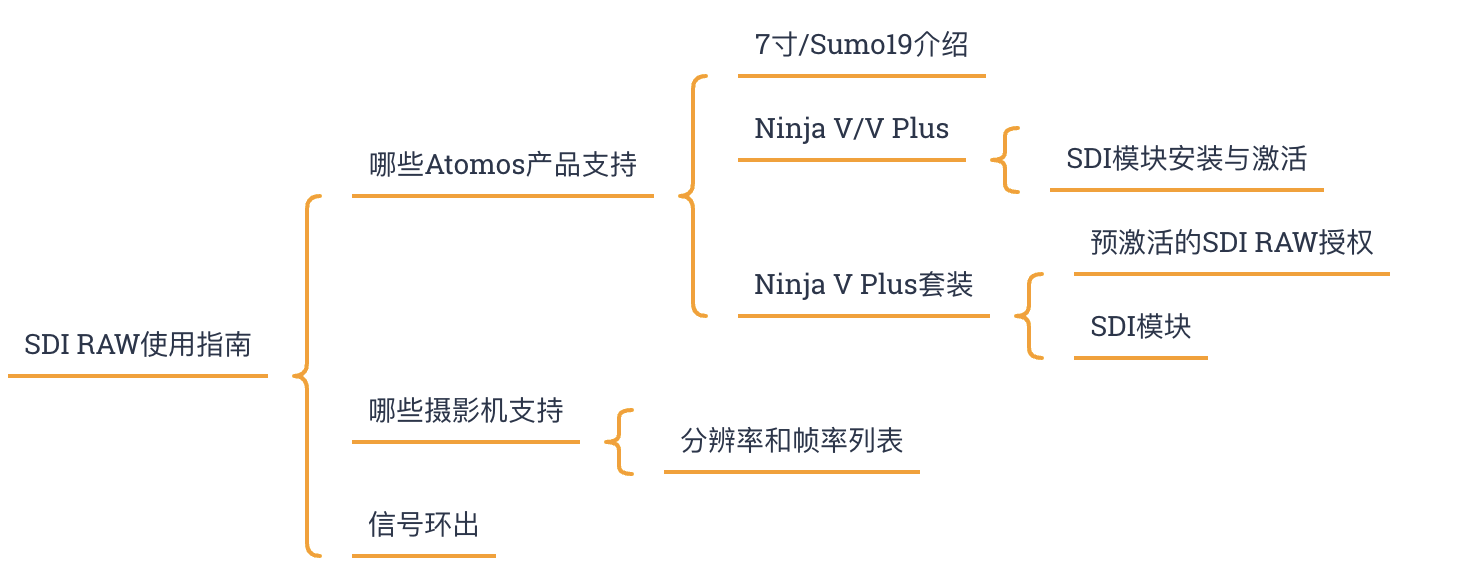 SDI RAW使用指南
哪些Atomos产品支持
7寸/Sumo19介绍
Ninja V/V Plus
SDI模块安装与激活
Ninja V Plus套装
预激活的SDI RAW授权
SDI模块
哪些摄影机支持
分辨率和帧率列表
信号环出